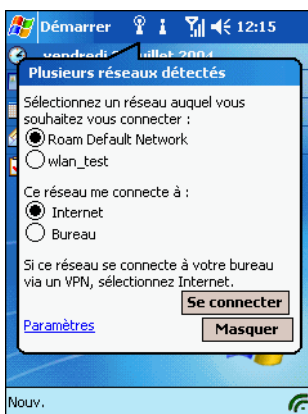 Démarrer 12:15
vendredi 2 juillet 2004
Plusieurs réseaux détectés
Sélectionnez un réseau auquel vous
souhaitez vous connecter :
Roam Default Network
wlan_test
Ce réseau me connecte à :
Internet
Bureau
Si ce réseau se connecte à votre bureau
via un VPN, sélectionnez Internet.
Se connecter
Paramètres Masquer
Nouv.